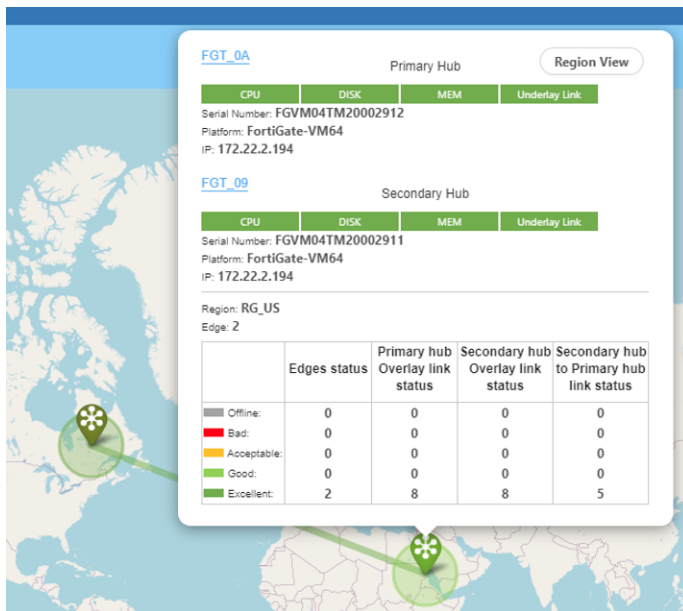 FGT_0A
Primary Hub
Region View
CPU DISK MEM Underlay Link
Serial Number: FGVM04TM20002912
Platform: FortiGate-VM64
IP: 172.22.2.194
FGT_09
Secondary Hub
CPU DISK MEM Underlay Link
Serial Number: FGVM04TM20002911
Platform: FortiGate-VM64
IP: 172.22.2.194
Region: RG_US
Edge: 2
Edges status
Primary hub
Overlay link
status
Secondary hub
Overlay link
status
Secondary hub
to Primary hub
link status
Offline: 0 0 0 0
Bad: 0 0 0 0
Acceptable: 0 0 0 0
Good: 0 0 0 0
Excellent: 2 8 8 5